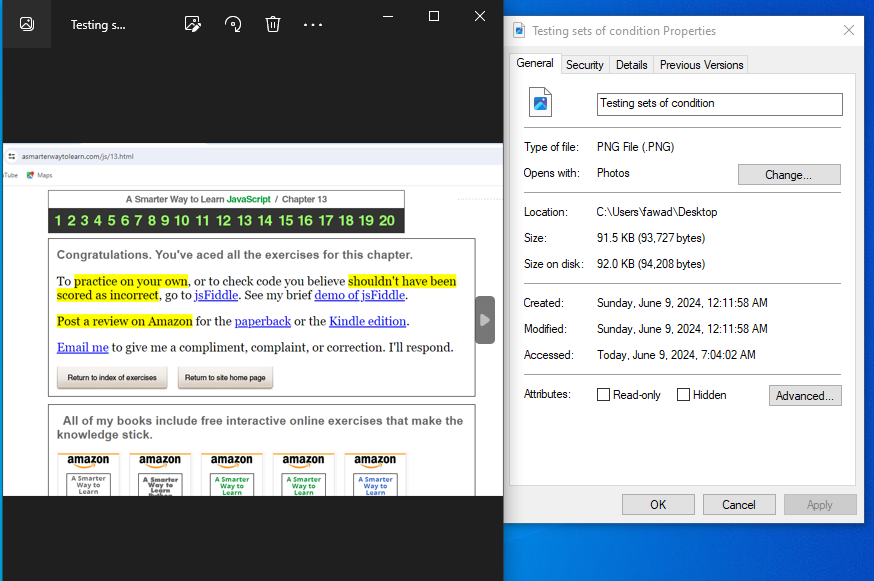 Testing s...
asmarterwaytolearn.com/js/13.html
Tube Maps
A Smarter Way to Learn JavaScript / Chapter 13
1 2 3 4 5 6 7 8 9 10 11 12 13 14 15 16 17 18 19 20
Congratulations. You've aced all the exercises for this chapter.
To practice on your own, or to check code you believe shouldn't have been
scored as incorrect, go to jsFiddle. See my brief demo of jsFiddle.
Post a review on Amazon for the paperback or the Kindle edition.
Email me to give me a compliment, complaint, or correction. I'll respond.
Return to index of exercises Return to site home page
All of my books include free interactive online exercises that make the
knowledge stick.
amazon amazon amazon amazon amazon
A Smarter A Smarter A Smarter A Smarter A Smarter
Way to Way to Way to Way to Way to
Learn Learn Learn Learn Learn
Testing sets of condition Properties
General Security Details Previous Versions
Testing sets of condition
Type of file: PNG File (.PNG)
Opens with: Photos Change...
Location: C:\Users\fawad\Desktop
Size: 91.5 KB (93,727 bytes)
Size on disk: 92.0 KB (94,208 bytes)
Created: Sunday, June 9, 2024, 12:11:58 AM
Modified: Sunday, June 9, 2024, 12:11:58 AM
Accessed: Today, June 9, 2024, 7:04:02 AM
Attributes: Read-only Hidden Advanced...
OK Cancel Apply